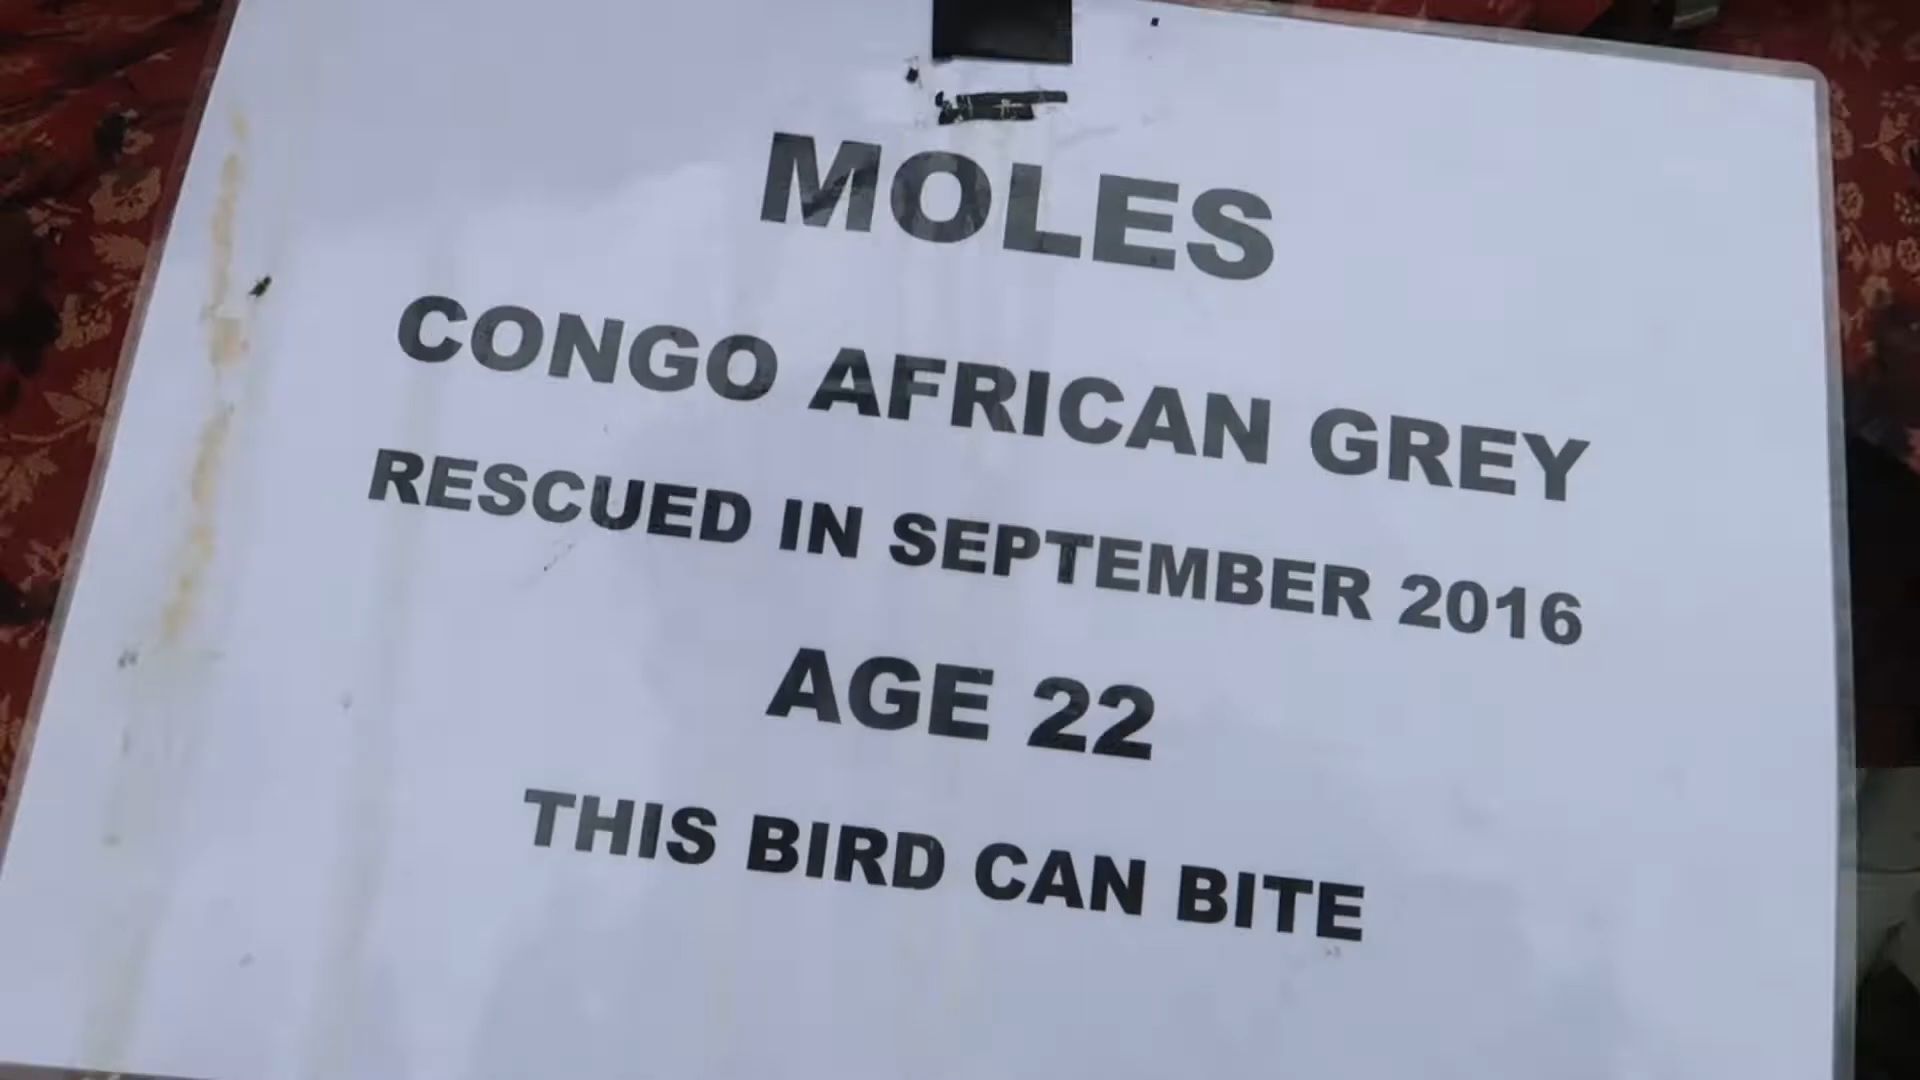 MOLES
CONGO AFRICAN GREY
RESCUED IN SEPTEMBER 2016
AGE 22
THIS BIRD CAN BITE